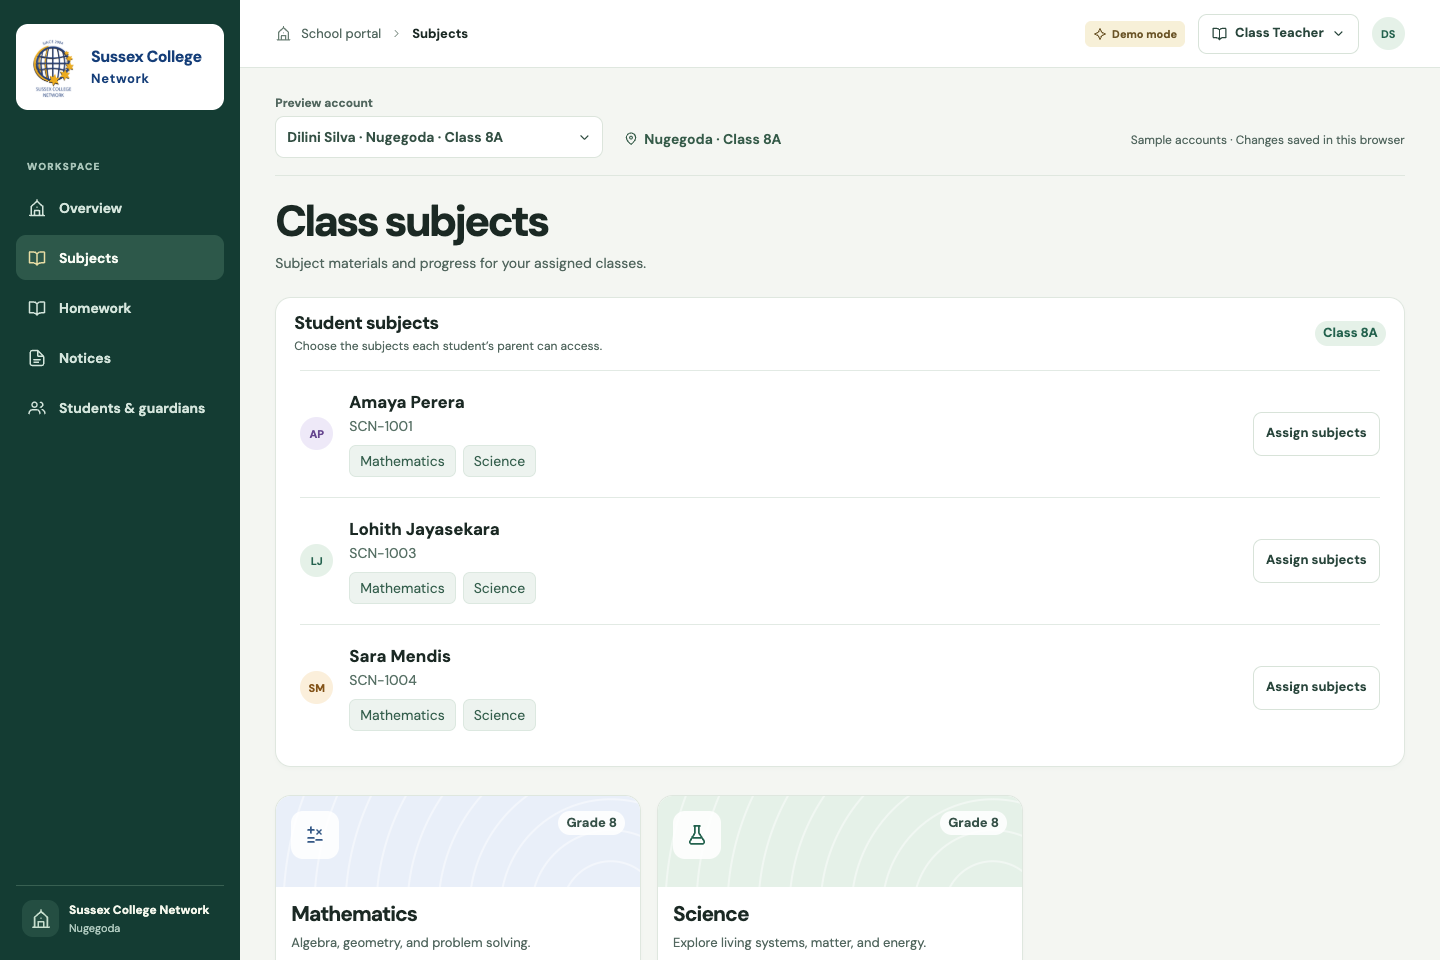 SINCE 1984
SUSSEX COLLEGE
NETWORK
Sussex College
Network
WORKSPACE
Overview
Subjects
Homework
Notices
Students & guardians
Sussex College Network
Nugegoda
School portal
Subjects
Demo mode
Class Teacher
DS
Preview account
Dilini Silva · Nugegoda · Class 8A
Nugegoda · Class 8A
Sample accounts · Changes saved in this browser
Class subjects
Subject materials and progress for your assigned classes.
Student subjects
Choose the subjects each student’s parent can access.
Class 8A
AP
Amaya Perera
SCN-1001
Mathematics
Science
Assign subjects
LJ
Lohith Jayasekara
SCN-1003
Mathematics
Science
Assign subjects
SM
Sara Mendis
SCN-1004
Mathematics
Science
Assign subjects
Grade 8
Mathematics
Algebra, geometry, and problem solving.
Grade 8
Science
Explore living systems, matter, and energy.